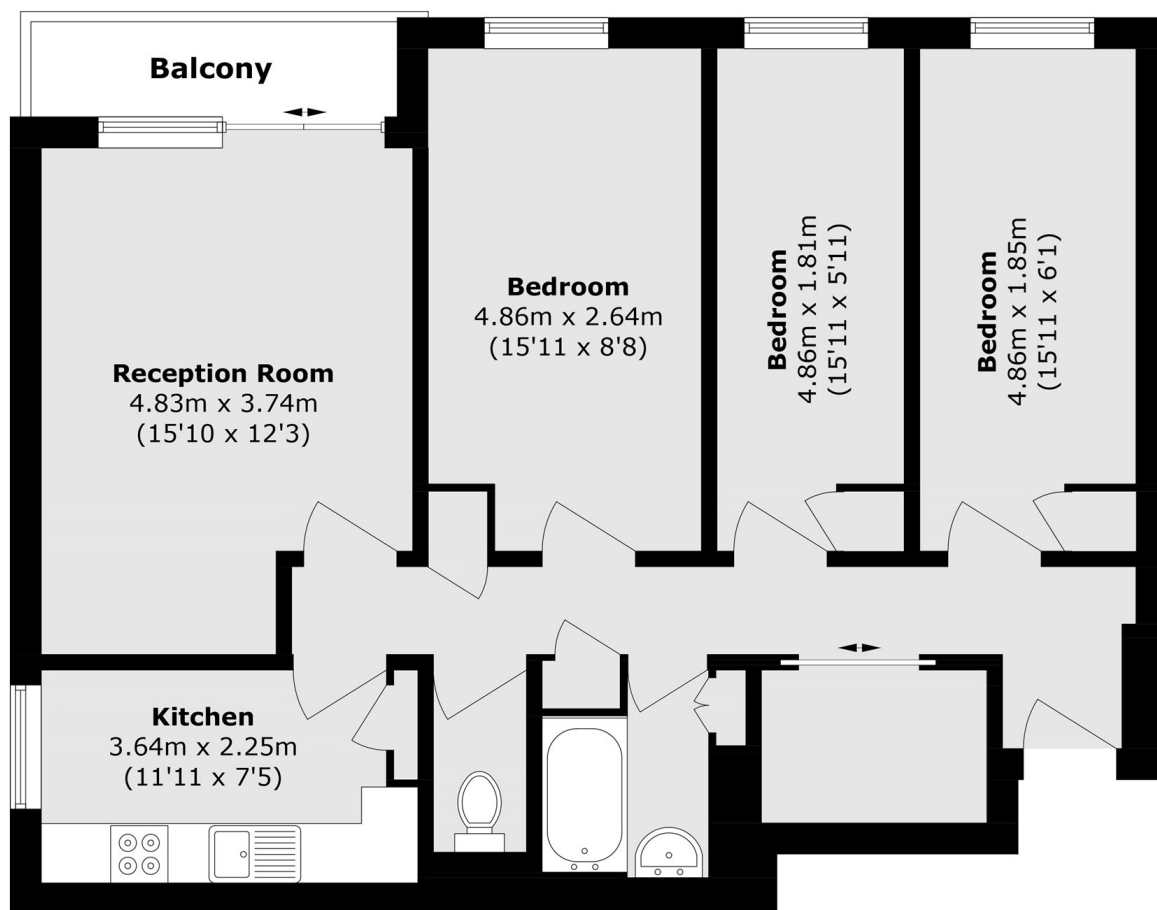 Balcony
Bedroom
4.86m x 2.64m
(15'11 x 8'8)
Bedroom
4.86m x 1.81m
(15'11 x 5'11)
Bedroom
4.86m x 1.85m
(15'11 x 6'1)
Reception Room
4.83m x 3.74m
(15'10 x 12'3)
Kitchen
3.64m x 2.25m
(11'11 x 7'5)